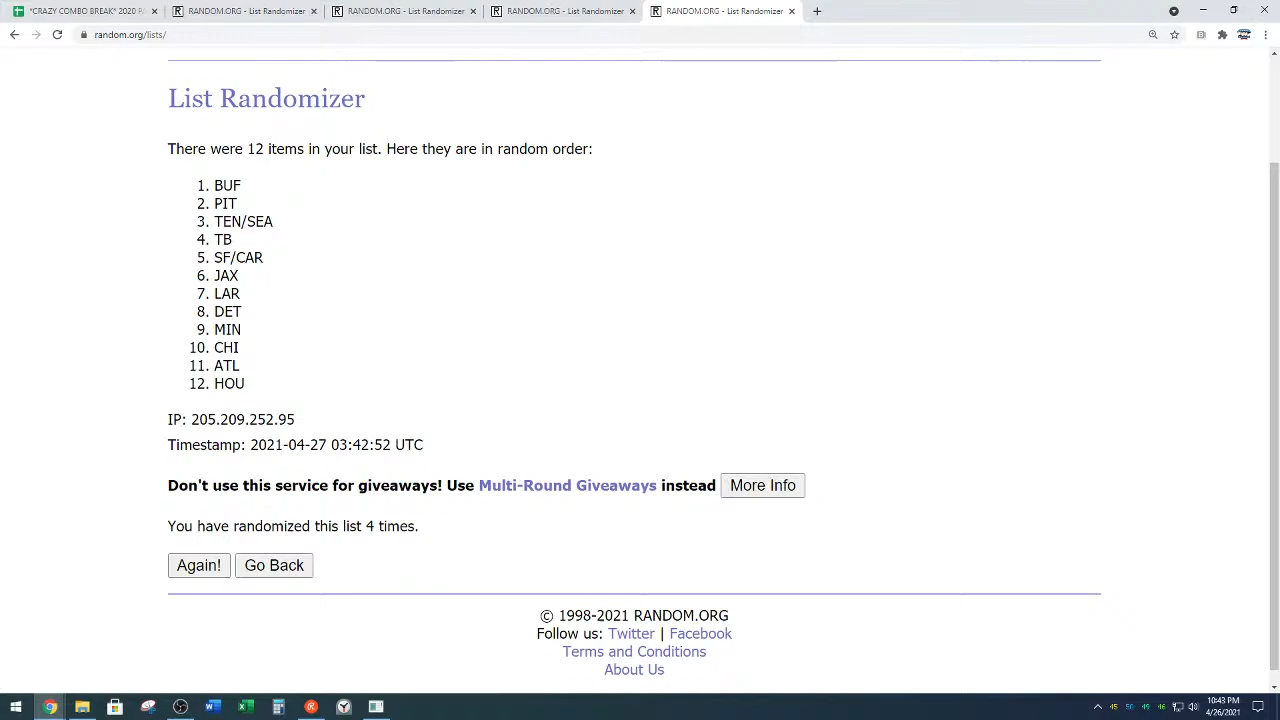 *CRAZY COMBO BREAK* 2020 P
RANDOM.ORG - List Randomizer
RANDOM.ORG - List Randomizer
RANDOM.ORG - List Randomizer
RANDOM.ORG - List Randomizer
random.org/lists/
List Randomizer
There were 12 items in your list. Here they are in random order:
1. BUF
2. PIT
3. TEN/SEA
4. TB
5. SF/CAR
6. JAX
7. LAR
8. DET
9. MIN
10. CHI
11. ATL
12. HOU
IP: 205.209.252.95
Timestamp: 2021-04-27 03:42:52 UTC
Don't use this service for giveaways! Use Multi-Round Giveaways instead More Info
You have randomized this list 4 times.
Again! Go Back
© 1998-2021 RANDOM.ORG
Follow us: Twitter | Facebook
Terms and Conditions
About Us
45 50 49 46
10:43 PM
4/26/2021